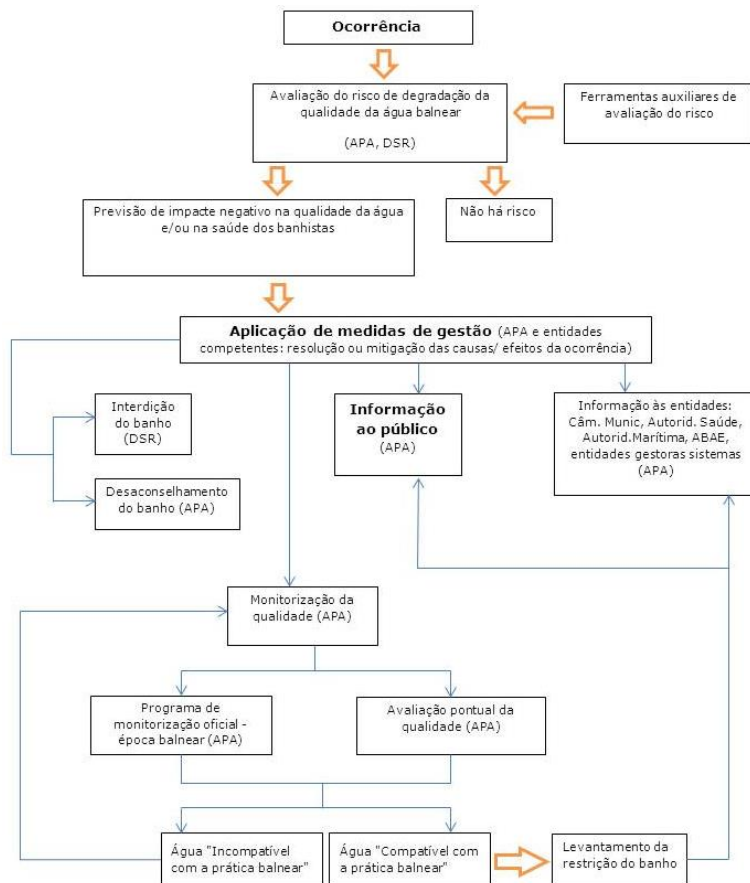 Ocorrência
Avaliação do risco de degradação da
qualidade da água balnear
(APA, DSR)
Ferramentas auxiliares de
avaliação do risco
Previsão de impacte negativo na qualidade da água
e/ou na saúde dos banhistas
Não há risco
Aplicação de medidas de gestão (APA e entidades
competentes: resolução ou mitigação das causas/ efeitos da ocorrência)
Interdição
do banho
(DSR)
Informação
ao público
(APA)
Informação às entidades:
Câm. Munic, Autorid. Saúde,
Autorid.Marítima, ABAE,
entidades gestoras sistemas
(APA)
Desaconselhamento
do banho (APA)
Monitorização da
qualidade (APA)
Programa de
monitorização oficial -
época balnear (APA)
Avaliação pontual da
qualidade (APA)
Água "Incompatível
com a prática balnear"
Água "Compatível com
a prática balnear"
Levantamento da
restrição do banho